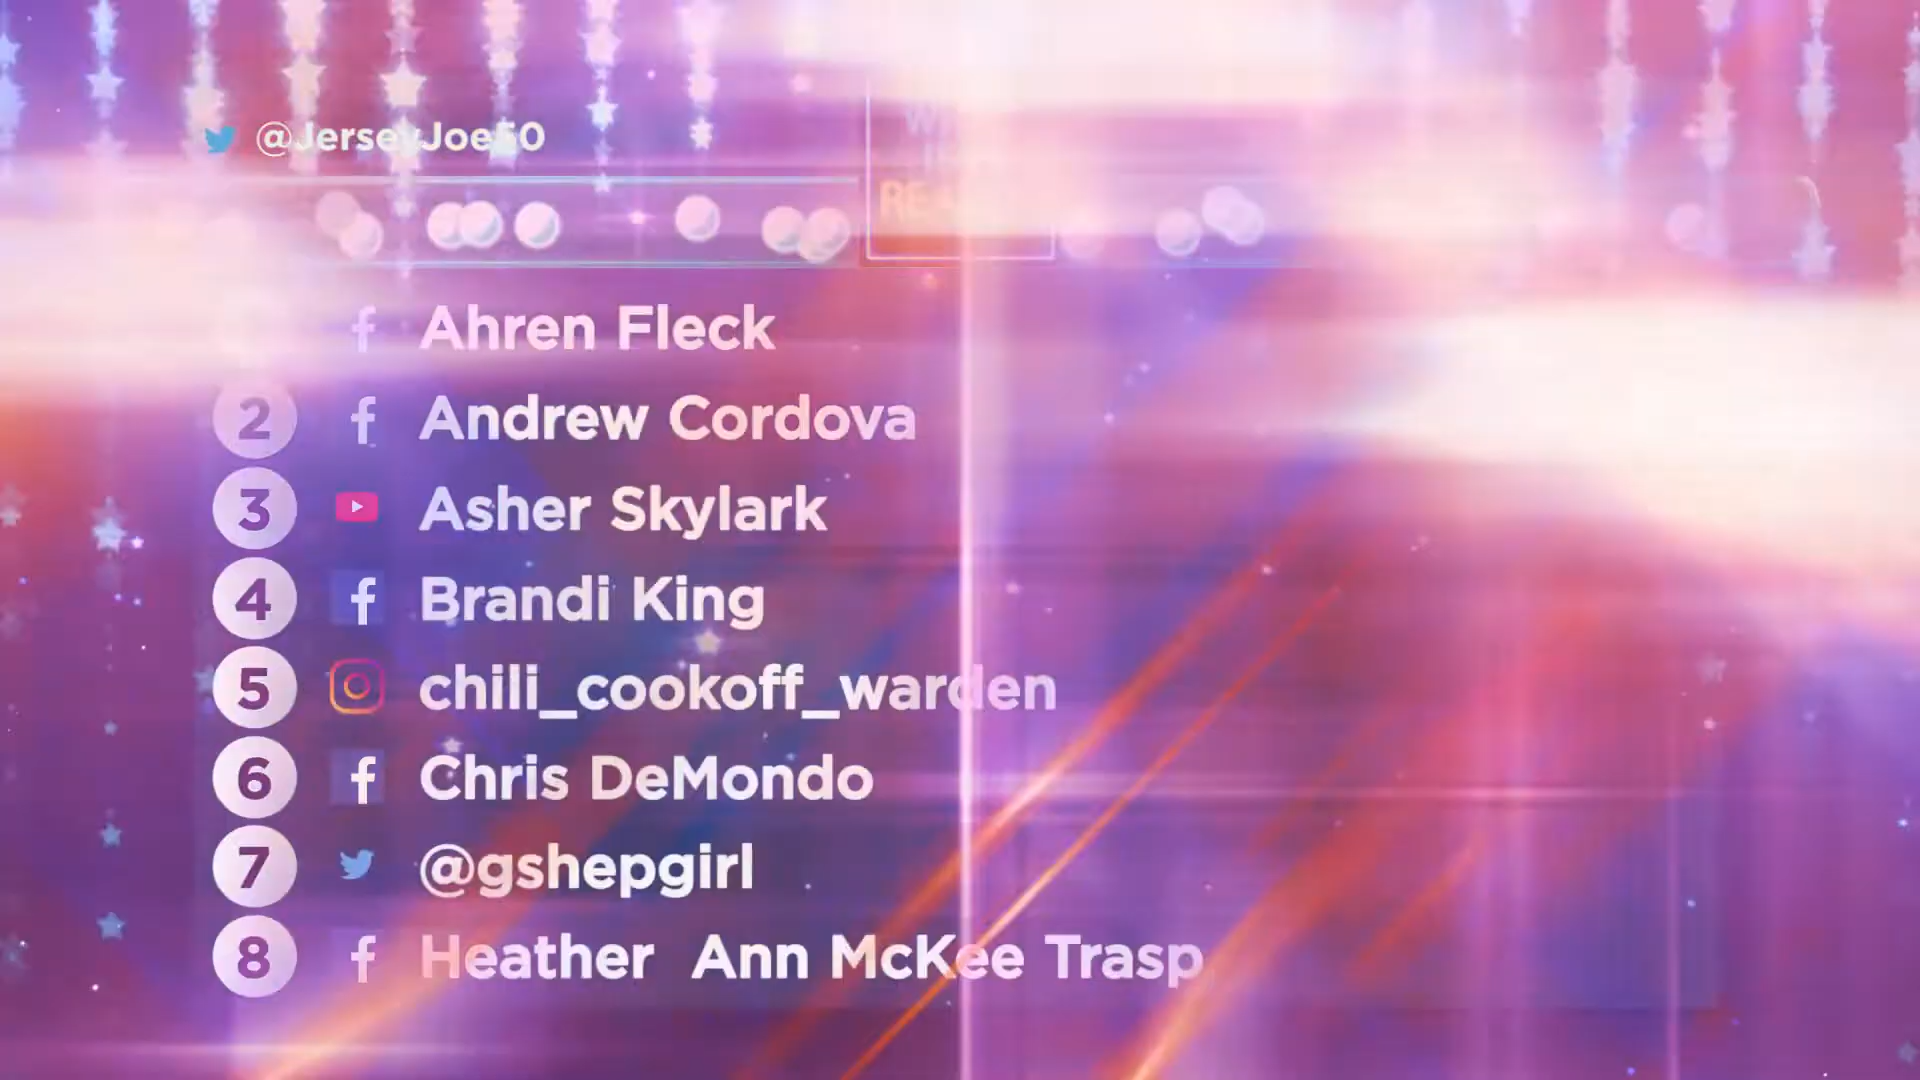 @JerseyJoe50
Ahren Fleck
2 Andrew Cordova
3 Asher Skylark
4 Brandi King
5 chili_cookoff_warden
6 Chris DeMondo
7 @gshepgirl
8 Heather Ann McKee Trasp